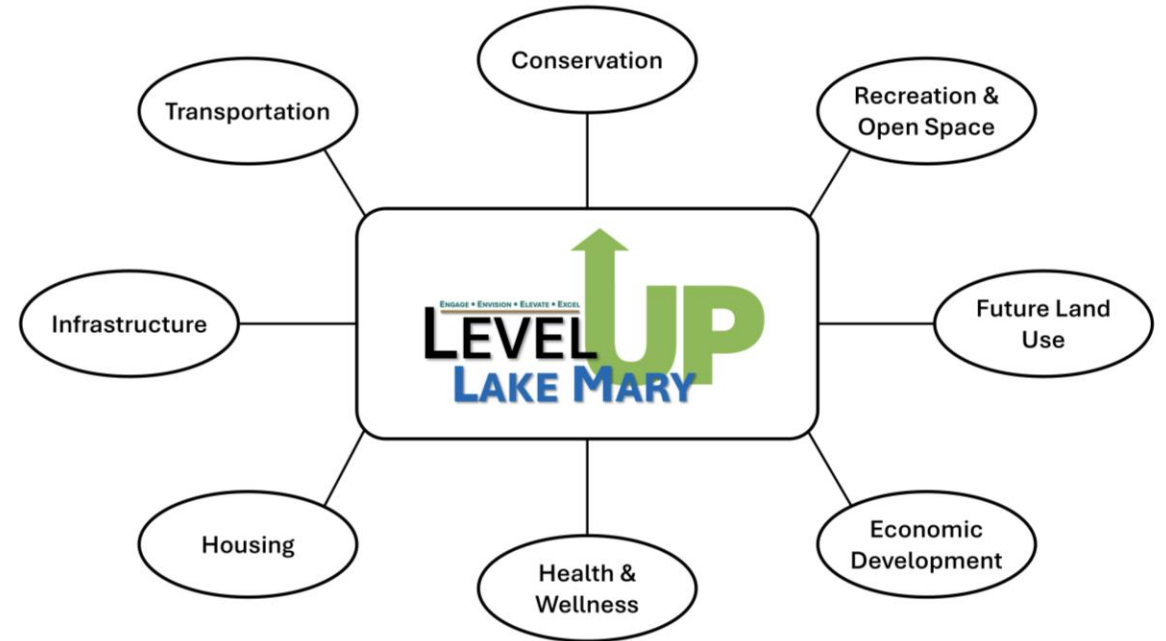 Conservation
Transportation
Recreation &
Open Space
ENGAGE • ENVISION • ELEVATE • EXCEL
LEVEL UP
LAKE MARY
Infrastructure
Future Land
Use
Housing
Economic
Development
Health &
Wellness